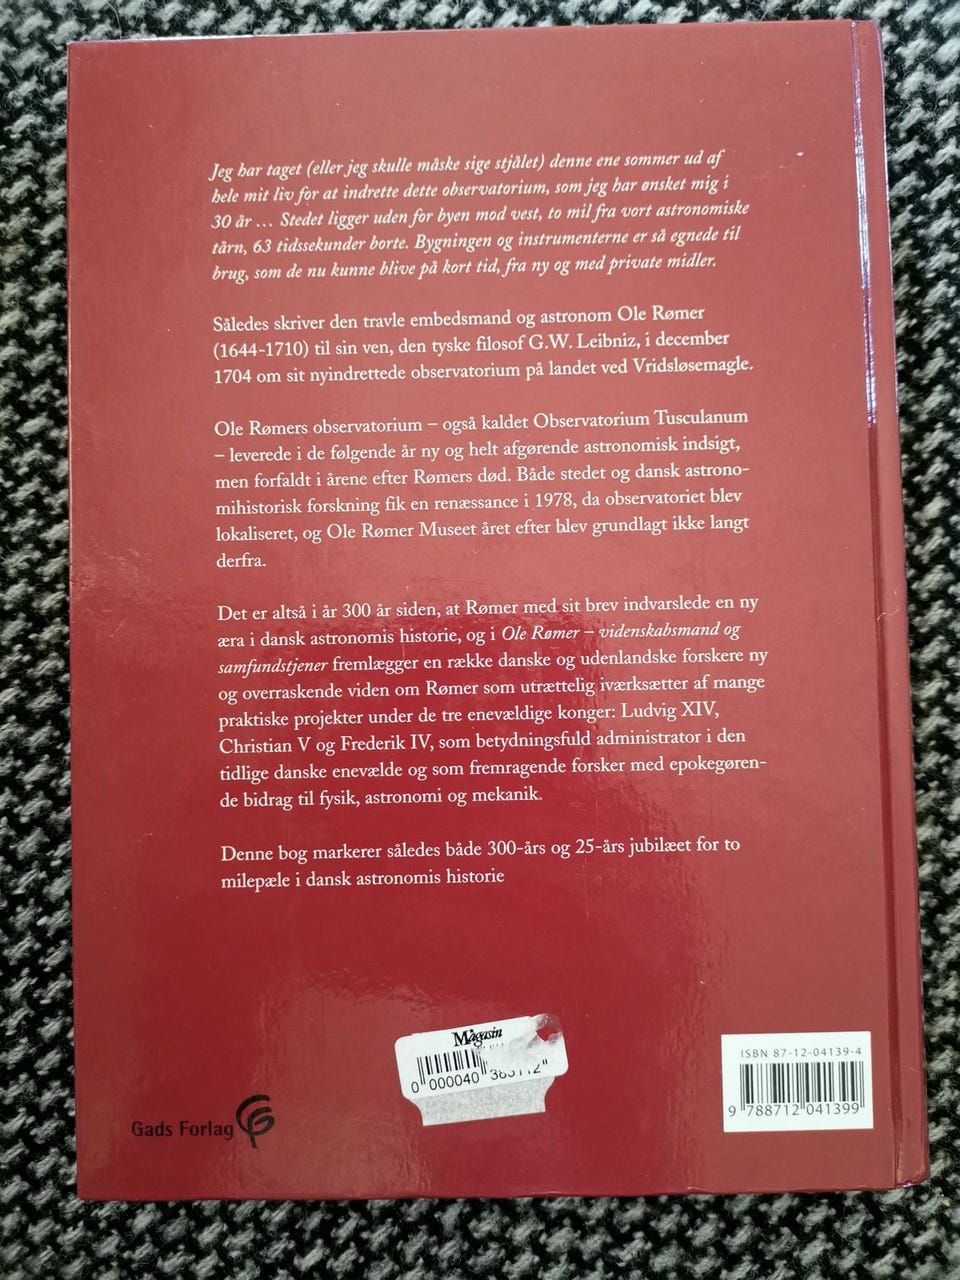 Jeg har taget (eller jeg skulle måske sige stjålet) denne ene sommer ud af
hele mit liv for at indrette dette observatorium, som jeg har ønsket mig i
30 år … Stedet ligger uden for byen mod vest, to mil fra vort astronomiske
tårn, 63 tidssekunder borte. Bygningen og instrumenterne er så egnede til
brug, som de nu kunne blive på kort tid, fra ny og med private midler.
Således skriver den travle embedsmand og astronom Ole Rømer
(1644-1710) til sin ven, den tyske filosof G.W. Leibniz, i december
1704 om sit nyindrettede observatorium på landet ved Vridsløsemagle.
Ole Rømers observatorium – også kaldet Observatorium Tusculanum
– leverede i de følgende år ny og helt afgørende astronomisk indsigt,
men forfaldt i årene efter Rømers død. Både stedet og dansk astrono-
mihistorisk forskning fik en renæssance i 1978, da observatoriet blev
lokaliseret, og Ole Rømer Museet året efter blev grundlagt ikke langt
derfra.
Det er altså i år 300 år siden, at Rømer med sit brev indvarslede en ny
æra i dansk astronomis historie, og i Ole Rømer – videnskabsmand og
samfundstjener fremlægger en række danske og udenlandske forskere ny
og overraskende viden om Rømer som utrættelig iværksætter af mange
praktiske projekter under de tre enevældige konger: Ludvig XIV,
Christian V og Frederik IV, som betydningsfuld administrator i den
tidlige danske enevælde og som fremragende forsker med epokegøren-
de bidrag til fysik, astronomi og mekanik.
Denne bog markerer således både 300-års og 25-års jubilæet for to
milepæle i dansk astronomis historie
Magasin
0 000040
ISBN 87-12-04139-4
9 788712 041399
Gads Forlag